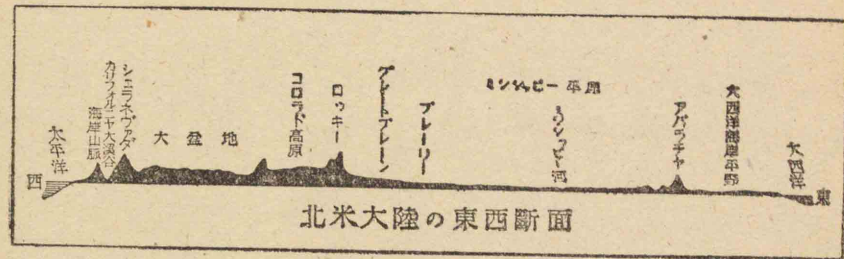 西
太平洋
海岸山脈
カリフォルニヤ大溪谷
シエラネヴァダ
大盆地
コロラド高原
ロッキー
グレートプレーン
プレーリー
ミシシッピー平原
ミシシッピー河
アパラチヤ
大西洋海岸平野
大西洋
東
北米大陸の東西斷面